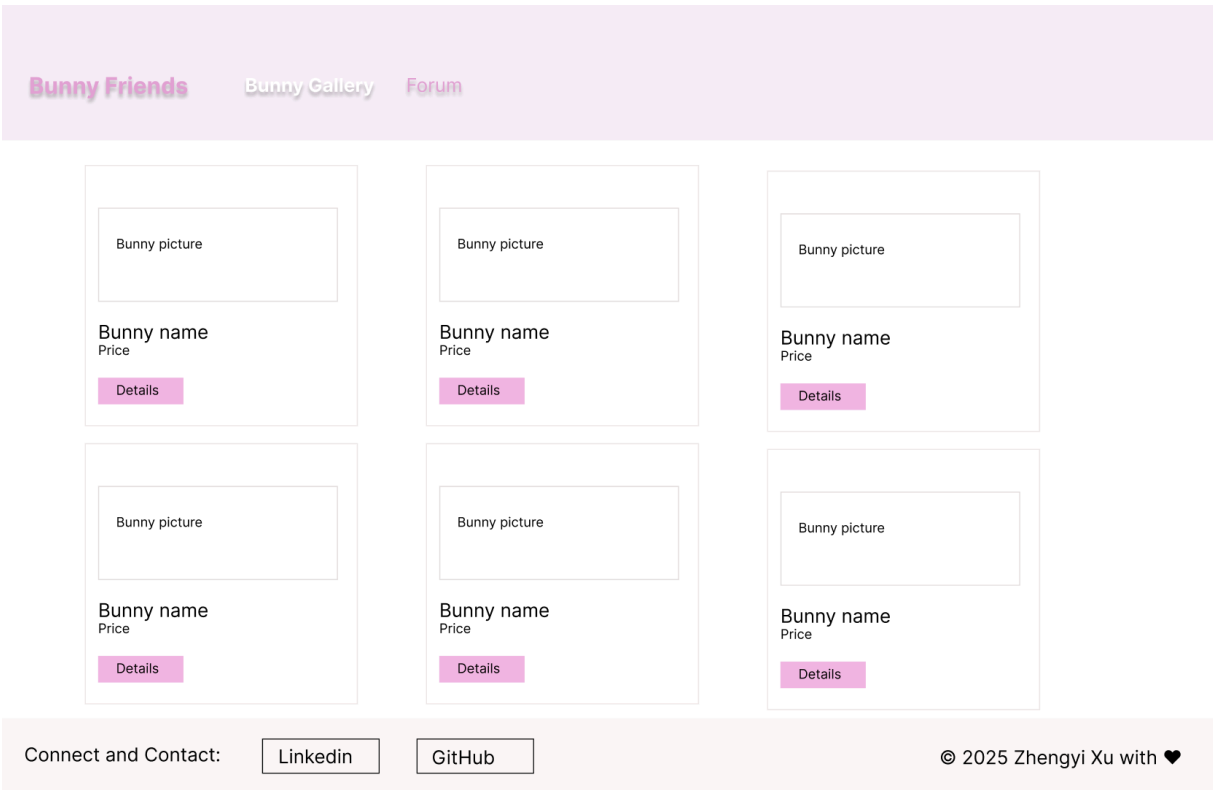 Bunny Friends
Bunny Gallery
Forum
Bunny picture
Bunny name
Price
Details
Bunny picture
Bunny name
Price
Details
Bunny picture
Bunny name
Price
Details
Bunny picture
Bunny name
Price
Details
Bunny picture
Bunny name
Price
Details
Bunny picture
Bunny name
Price
Details
Connect and Contact:
Linkedin
GitHub
© 2025 Zhengyi Xu with ♥